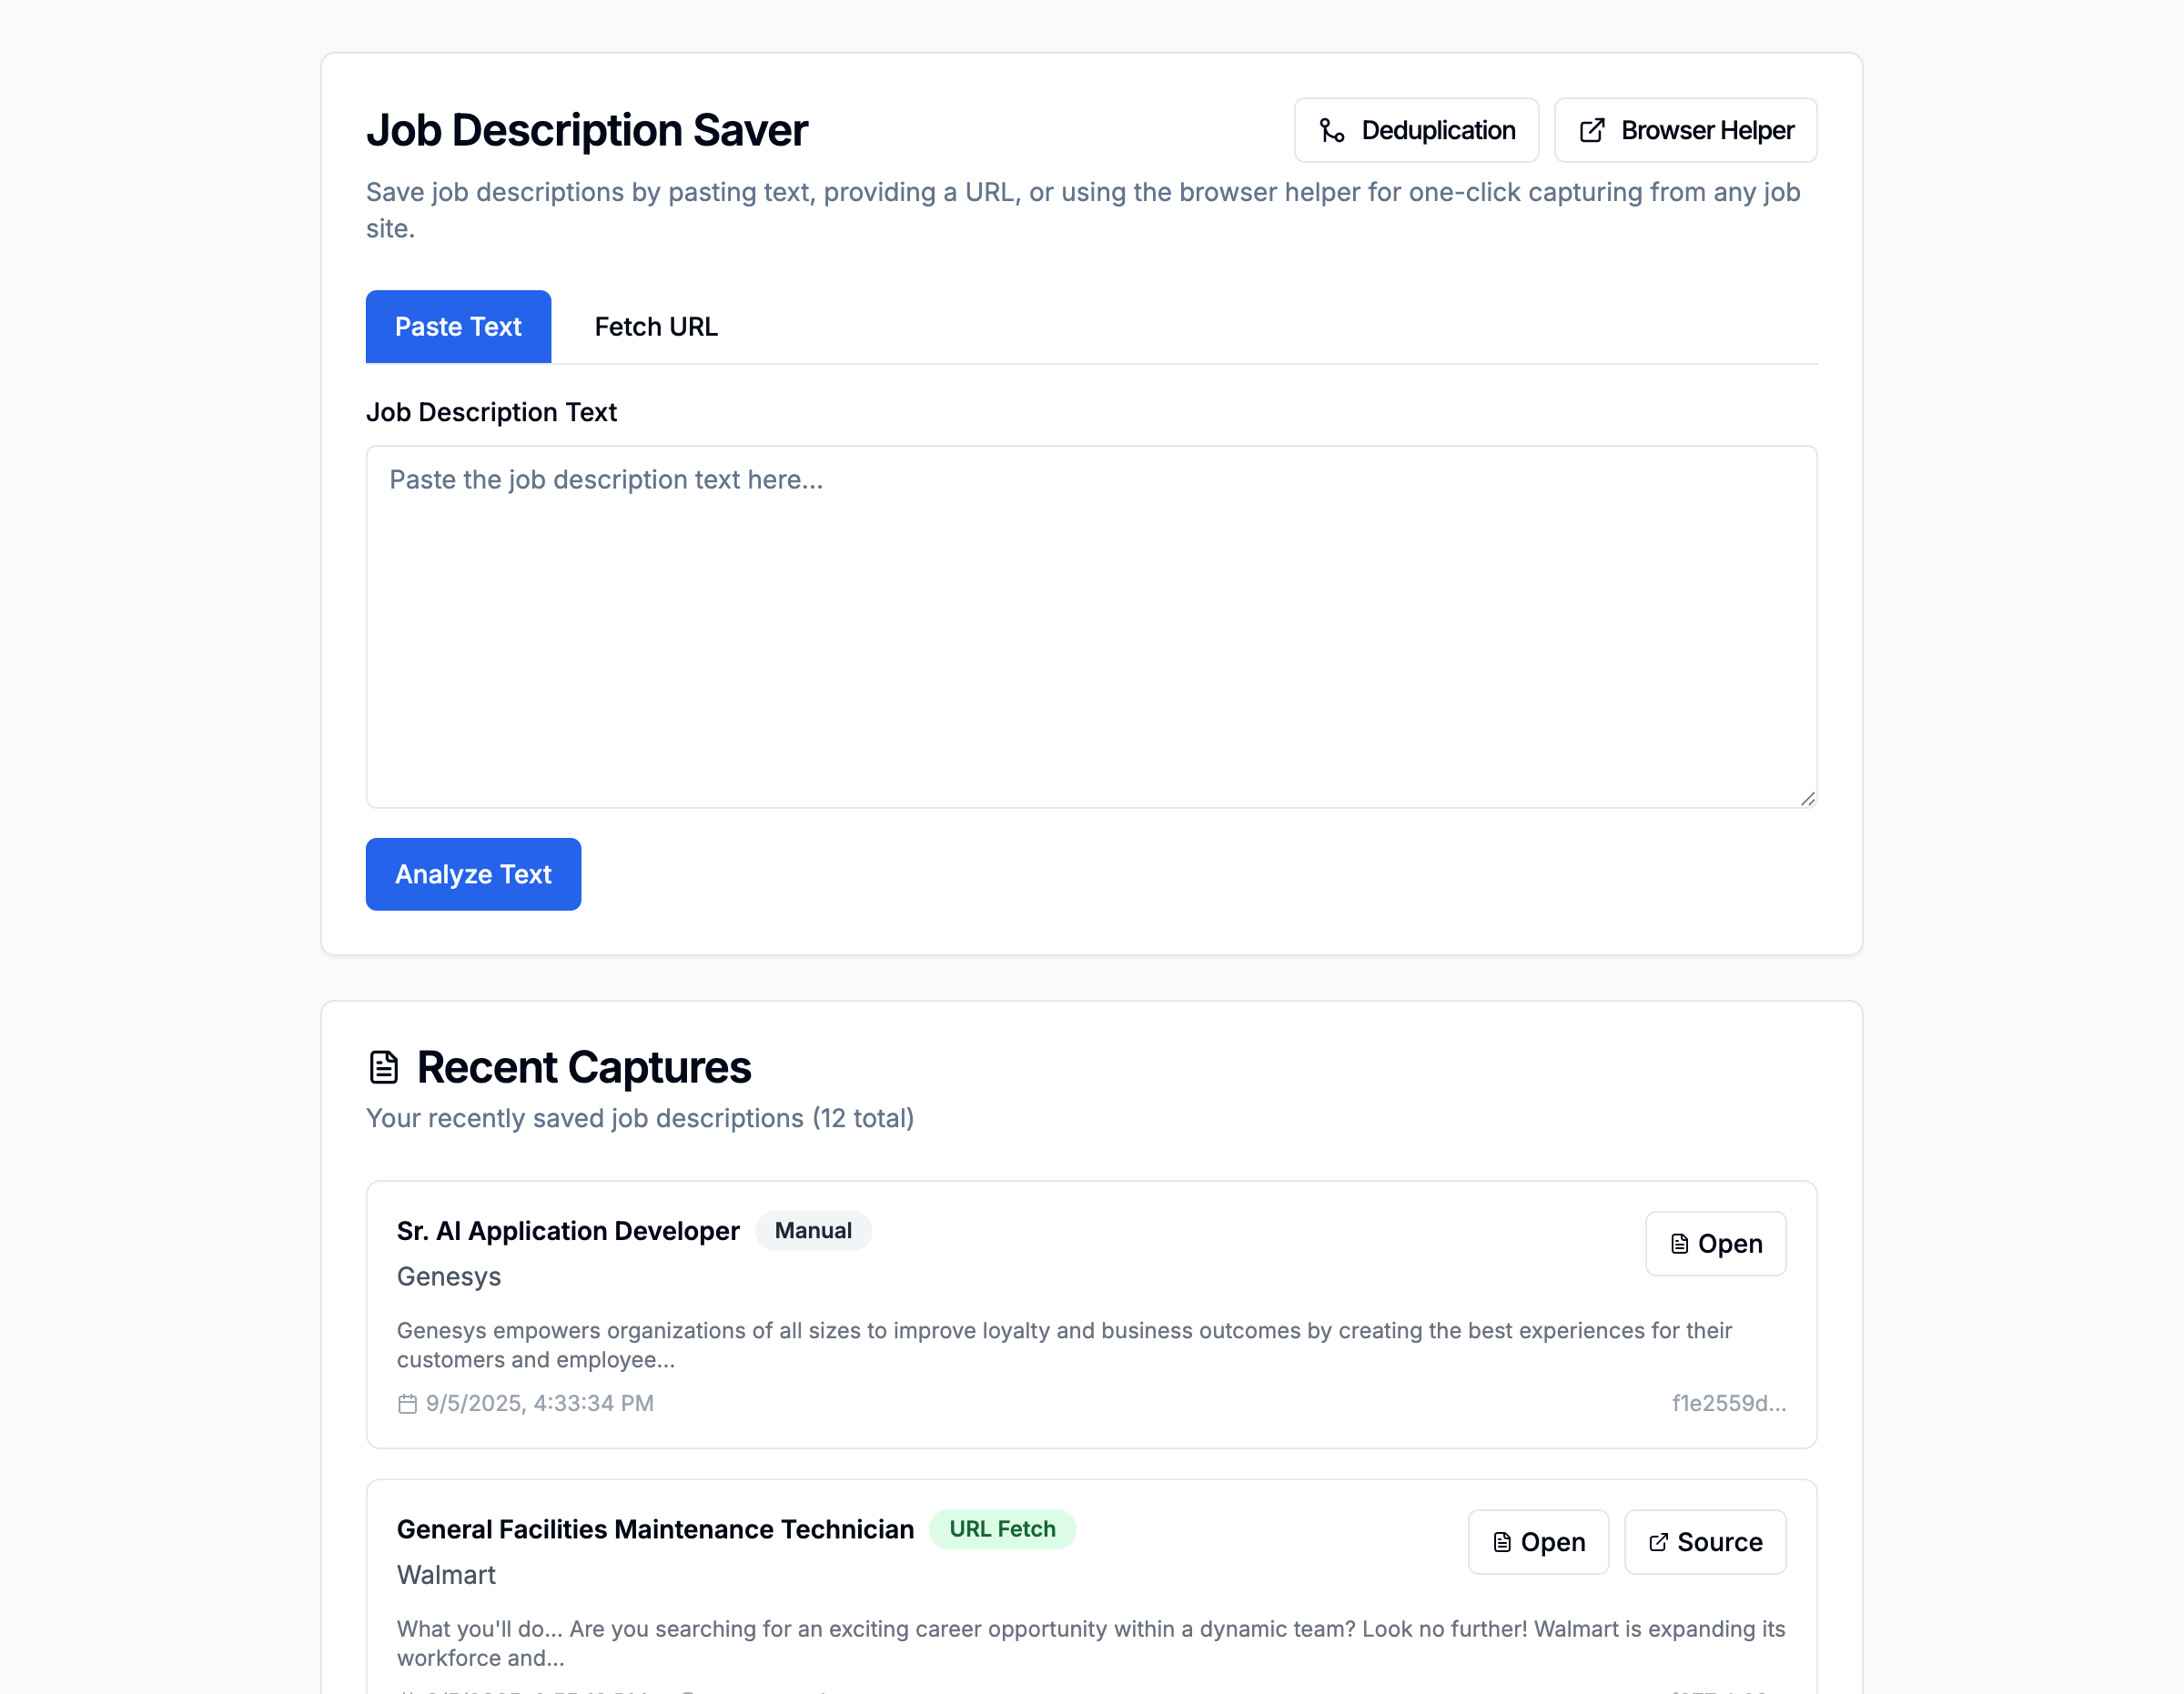 Job Description Saver
Deduplication
Browser Helper
Save job descriptions by pasting text, providing a URL, or using the browser helper for one-click capturing from any job
site.
Paste Text
Fetch URL
Job Description Text
Paste the job description text here...
Analyze Text
Recent Captures
Your recently saved job descriptions (12 total)
Sr. AI Application Developer
Manual
Open
Genesys
Genesys empowers organizations of all sizes to improve loyalty and business outcomes by creating the best experiences for their
customers and employee...
9/5/2025, 4:33:34 PM
f1e2559d...
General Facilities Maintenance Technician
URL Fetch
Open
Source
Walmart
What you'll do... Are you searching for an exciting career opportunity within a dynamic team? Look no further! Walmart is expanding its
workforce and...